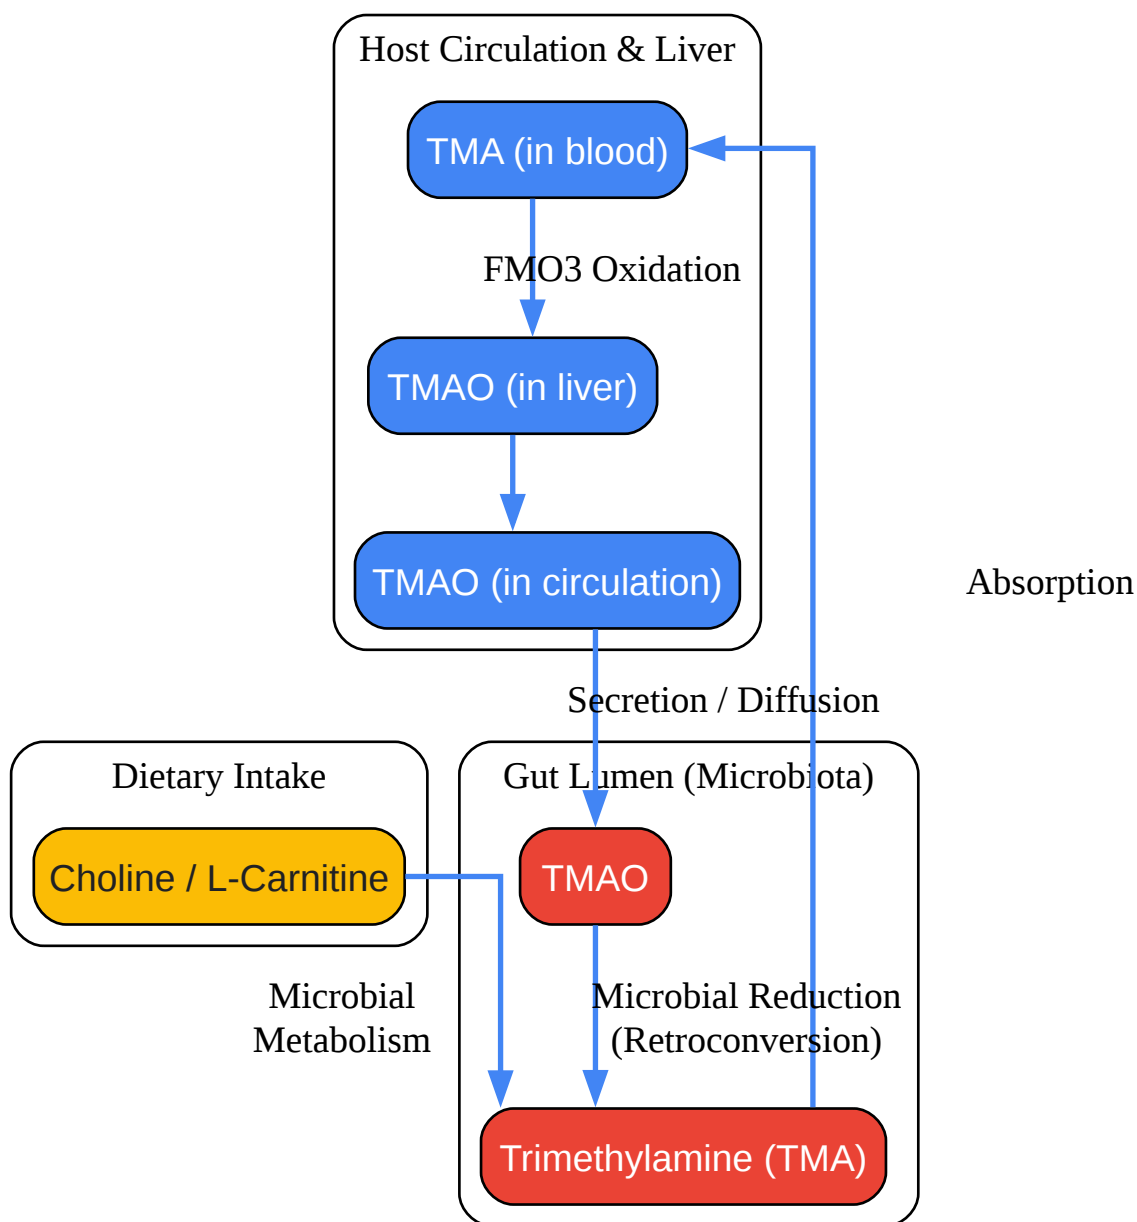 Host Circulation & Liver
TMA (in blood)
FMO3 Oxidation
TMAO (in liver)
TMAO (in circulation)
Absorption
Secretion / Diffusion
Dietary Intake
Gut Lumen (Microbiota)
Choline / L-Carnitine
TMAO
Microbial
Metabolism
Microbial Reduction
(Retroconversion)
Trimethylamine (TMA)